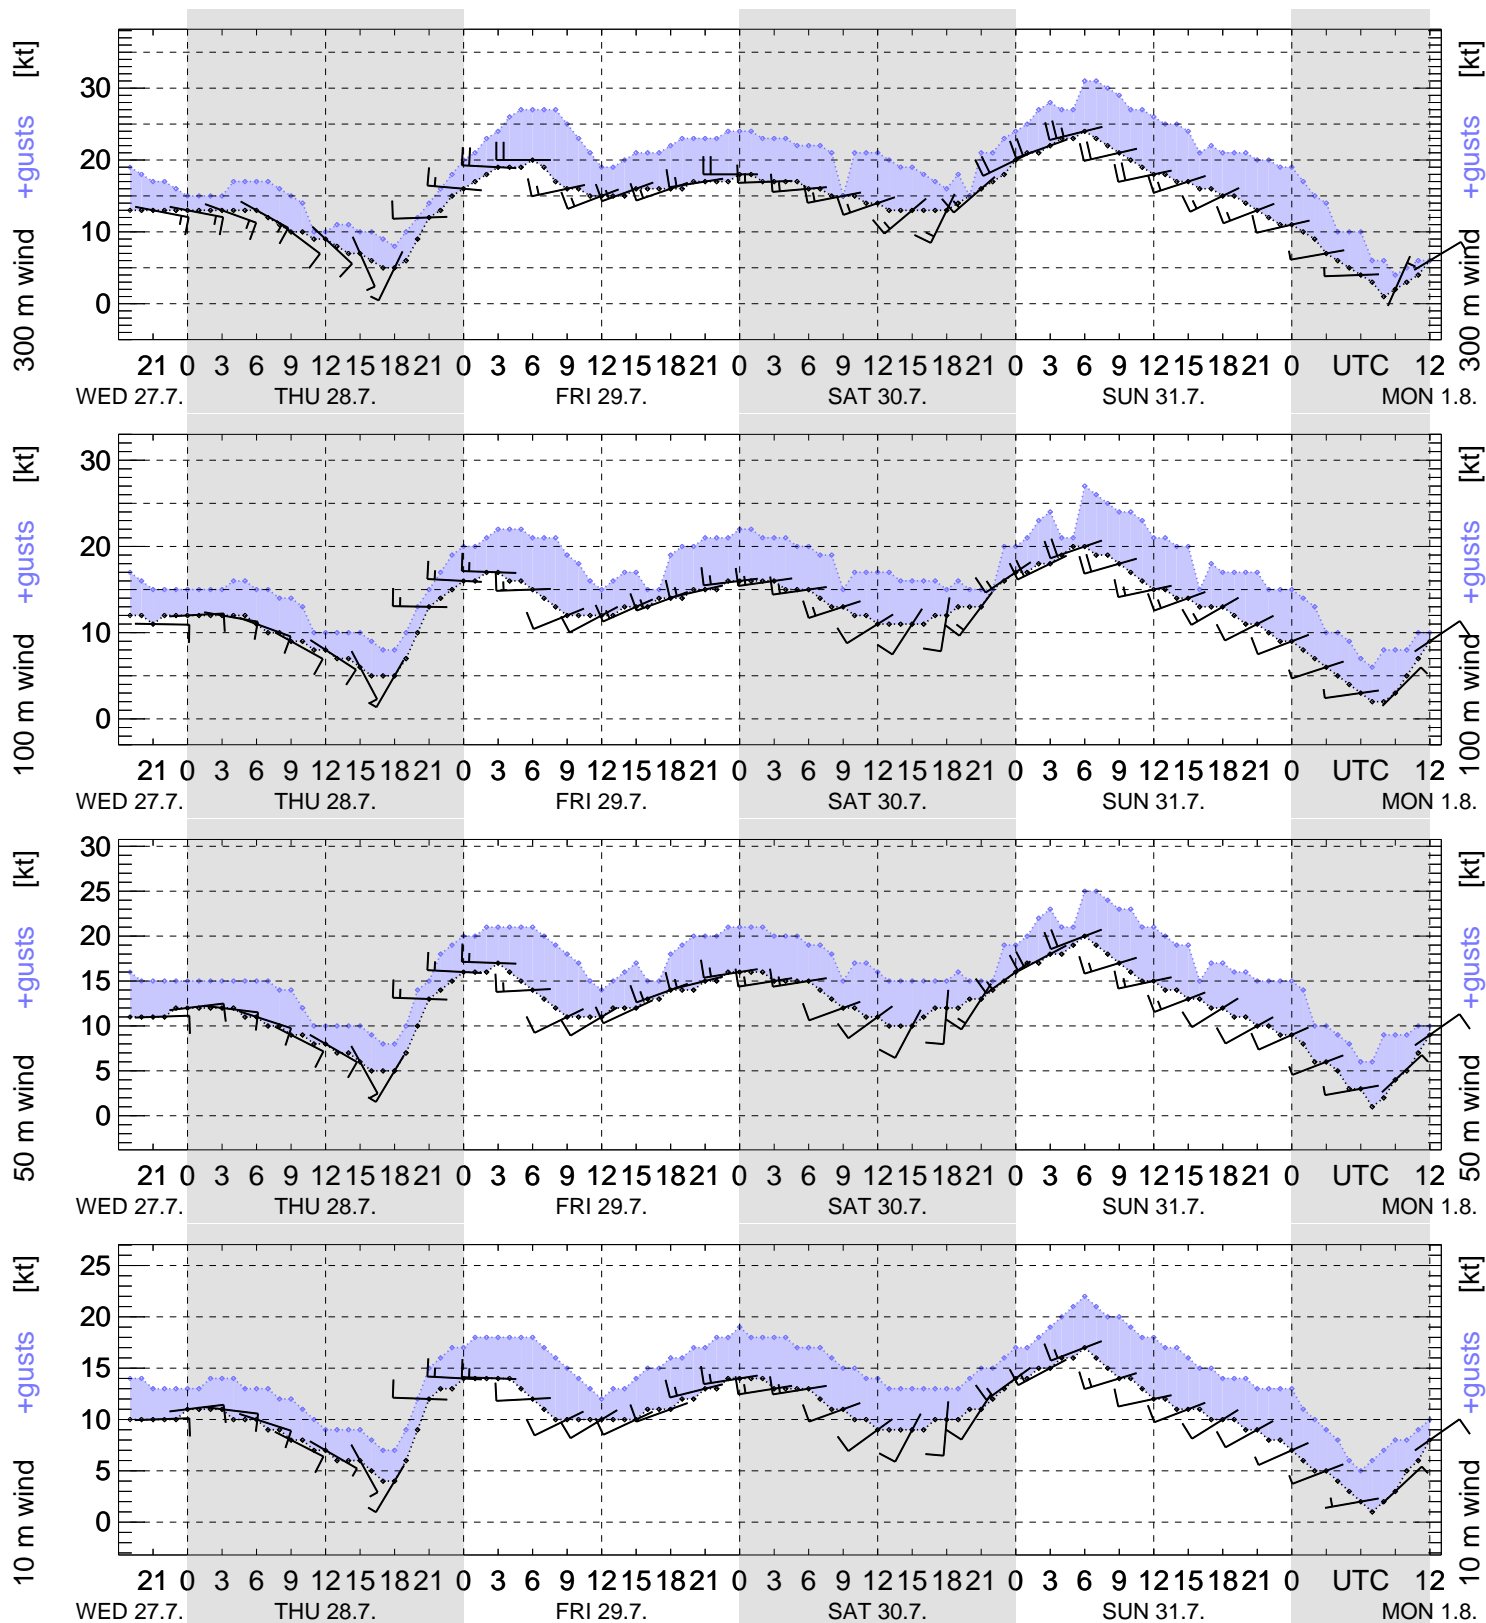 300 m wind +gusts [kt]
30
20
10
0
300 m wind +gusts [kt]
21 0 3 6 9 12 15 18 21 0 3 6 9 12 15 18 21 0 3 6 9 12 15 18 21 0 3 6 9 12 15 18 21 0 UTC 12
WED 27.7. THU 28.7. FRI 29.7. SAT 30.7. SUN 31.7. MON 1.8.
100 m wind +gusts [kt]
30
20
10
0
100 m wind +gusts [kt]
21 0 3 6 9 12 15 18 21 0 3 6 9 12 15 18 21 0 3 6 9 12 15 18 21 0 3 6 9 12 15 18 21 0 UTC 12
WED 27.7. THU 28.7. FRI 29.7. SAT 30.7. SUN 31.7. MON 1.8.
50 m wind +gusts [kt]
30
25
20
15
10
5
0
50 m wind +gusts [kt]
21 0 3 6 9 12 15 18 21 0 3 6 9 12 15 18 21 0 3 6 9 12 15 18 21 0 3 6 9 12 15 18 21 0 UTC 12
WED 27.7. THU 28.7. FRI 29.7. SAT 30.7. SUN 31.7. MON 1.8.
10 m wind +gusts [kt]
25
20
15
10
5
0
10 m wind +gusts [kt]
21 0 3 6 9 12 15 18 21 0 3 6 9 12 15 18 21 0 3 6 9 12 15 18 21 0 3 6 9 12 15 18 21 0 UTC 12
WED 27.7. THU 28.7. FRI 29.7. SAT 30.7. SUN 31.7. MON 1.8.